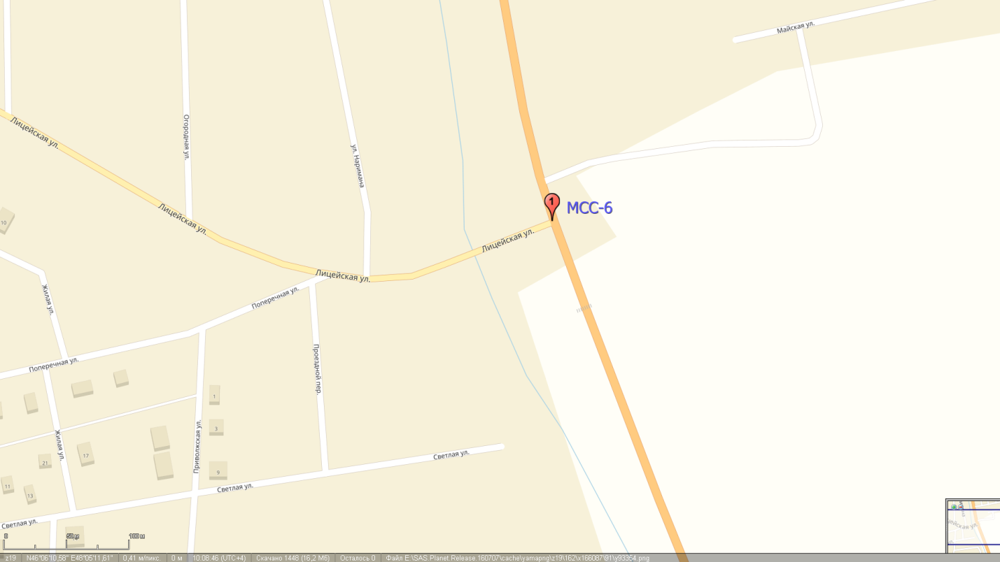 Майская ул.
Лицейская ул.
Огородная ул.
ул. Наримана
Лицейская ул.
1
МСС-6
10
Лицейская ул.
Лицейская ул.
Жилая ул.
Поперечная ул.
Поперечная ул.
Проездной пер.
1
3
Жилая ул.
Приволжская ул.
21
17
9
11
13
Светлая ул.
Светлая ул.
Светлая ул.
0 50 м 100 м
z19 N46°06'10,58" E48°05'11,61" 0,41 м/пикс. 0 м 10:08:46 (UTC+4) Скачано 1448 (16,2 Мб) Осталось 0 Файл E:\SAS.Planet.Release.160707\cache\yamapng\z19\162\x166087\91\y93354.png